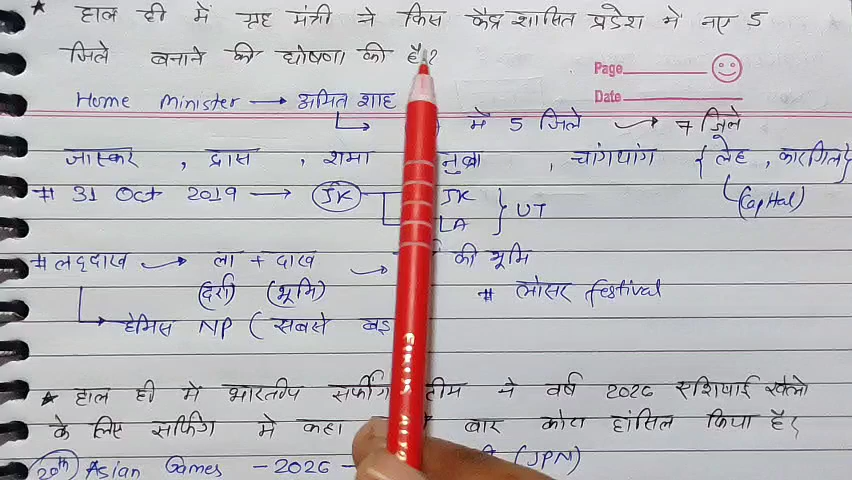 ★ हाल ही में गृह मंत्री ने किस केंद्र शासित प्रदेश में नए 5
जिले बनाने की घोषणा की है?
Page
Date
Home Minister → अमित शाह
में 5 जिले → 7 जिले
जास्कर , द्रास , शमा नुब्रा , चांगथांग { लेह , कारगिल }
(Capital)
# 31 Oct 2019 → JK JK
LA } UT
# लद्दाख → ला + दाख → की भूमि
(दर्रा) (भूमि) # लोसर festival
→ हेमिस NP ( सबसे बड़
★ हाल ही में भारतीय सर्फिंग टीम ने वर्ष 2026 एशियाई खेलो
के लिए सर्फिंग मे कहा बार कोटा हांसिल किया है?
20th Asian Games - 2026 - (JPN)